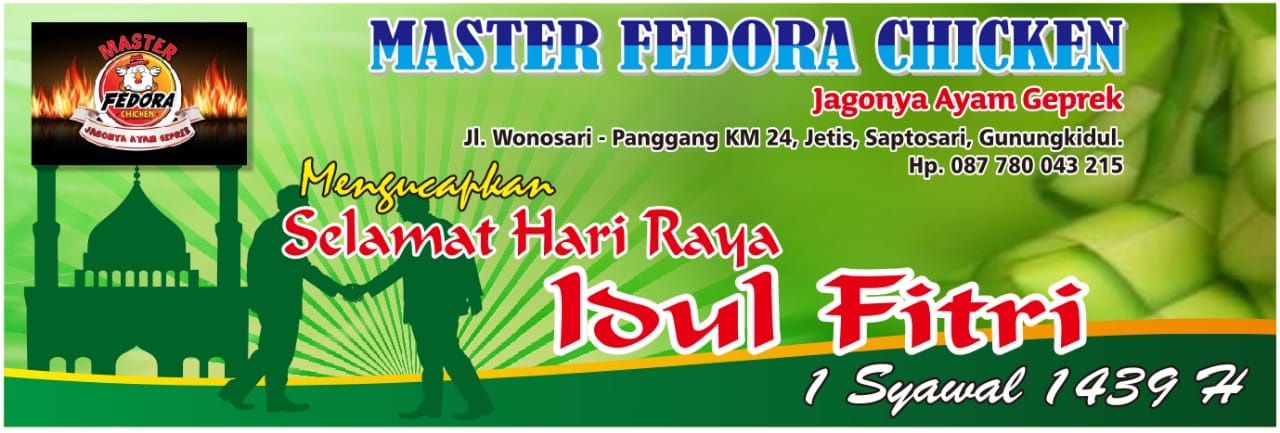 MASTER
FEDORA
CHICKEN
JAGONYA AYAM GEPREK
MASTER FEDORA CHICKEN
Jagonya Ayam Geprek
Jl. Wonosari - Panggang KM 24, Jetis, Saptosari, Gunungkidul.
Hp. 087 780 043 215
Mengucapkan
Selamat Hari Raya
Idul Fitri
1 Syawal 1439 H